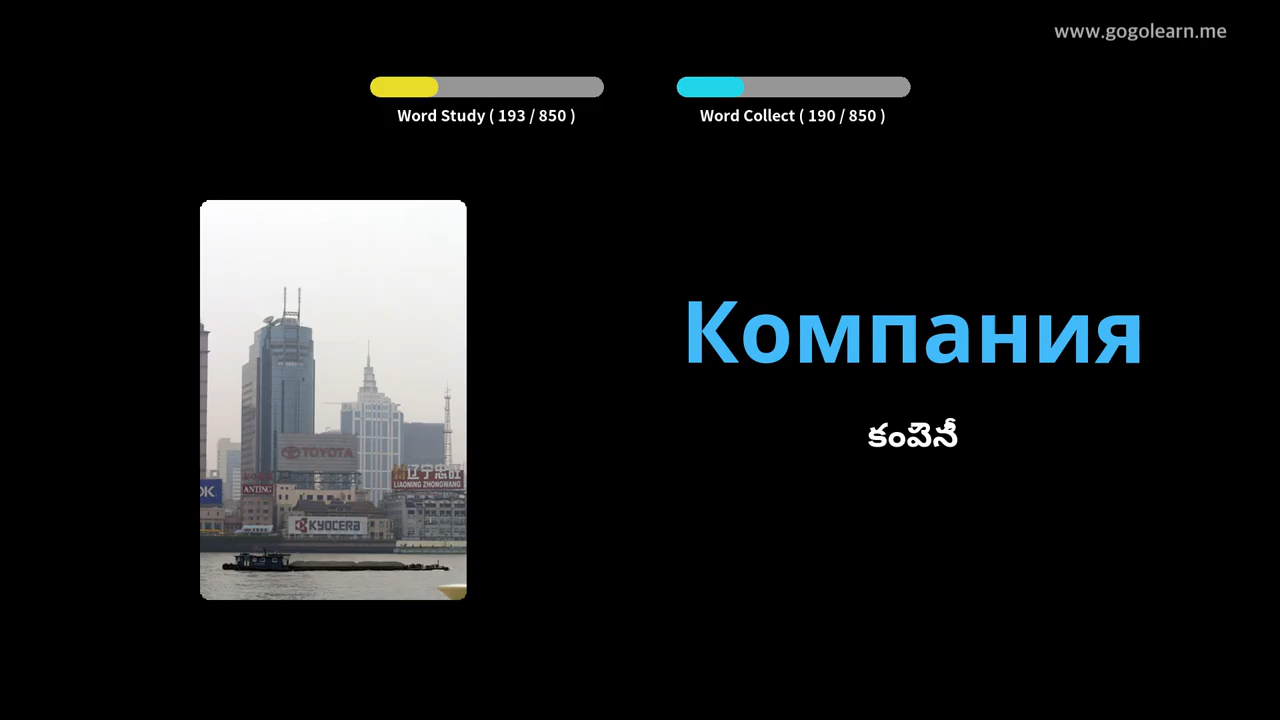 www.gogolearn.me
Word Study ( 193 / 850 )
Word Collect ( 190 / 850 )
Компания
కంపెనీ
TOYOTA
辽宁忠旺
LIAONING ZHONGWANG
OK
ANTING
KYOCERA